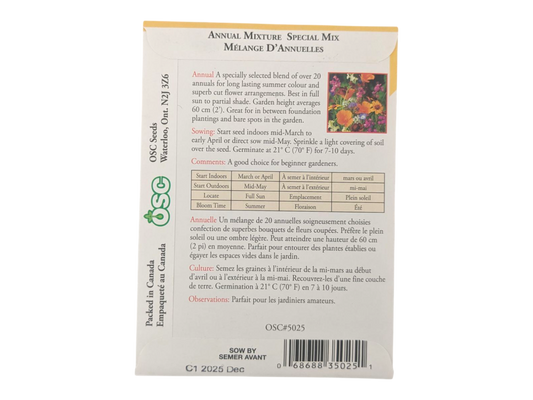 ANNUAL MIXTURE SPECIAL MIX
MÉLANGE D'ANNUELLES
Annual A specially selected blend of over 20
annuals for long lasting summer colour and
superb cut flower arrangements. Best in full
sun to partial shade. Garden height averages
60 cm (2'). Great for in between foundation
plantings and bare spots in the garden.
Sowing: Start seed indoors mid-March to
early April or direct sow mid-May. Sprinkle a light covering of soil
over the seed. Germinate at 21° C (70° F) for 7-10 days.
Comments: A good choice for beginner gardeners.
Start Indoors March or April À semer à l'intérieur mars ou avril
Start Outdoors Mid-May À semer à l'extérieur mi-mai
Locate Full Sun Emplacement Plein soleil
Bloom Time Summer Floraison Été
Annuelle Un mélange de 20 annuelles soigneusement choisies
confection de superbes bouquets de fleurs coupées. Préfère le plein
soleil ou une ombre légère. Peut atteindre une hauteur de 60 cm
(2 pi) en moyenne. Parfait pour entourer des plantes établies ou
égayer les espaces vides dans le jardin.
Culture: Semez les graines à l'intérieur de la mi-mars au début
d'avril ou à l'extérieur à la mi-mai. Recouvrez-les d'une fine couche
de terre. Germination à 21° C (70° F) en 7 à 10 jours.
Observations: Parfait pour les jardiniers amateurs.
OSC#5025
SOW BY
SEMER AVANT
C1 2025 Dec
0 68688 35025 1
OSC Seeds
Waterloo, Ont. N2J 3Z6
OSC
Packed in Canada
Empaqueté au Canada